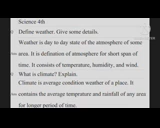 Science 4th
Define weather. Give some details.
Weather is day to day state of the atmosphere of some
area. It is defination of atmosphere for short span of
time. It consists of temperature, humidity, and wind.
What is climate? Explain.
Climate is average condition weather of a place. It
contains the average temprature and rainfall of any area
for longer period of time.